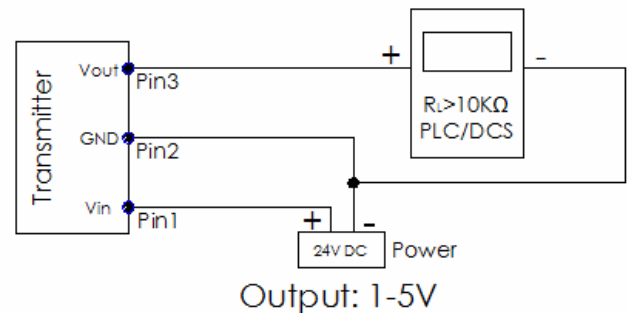 Transmitter
Vout
Pin3
GND
Pin2
Vin
Pin1
+
-
RL>10KΩ
PLC/DCS
+
-
24V DC
Power
Output: 1-5V